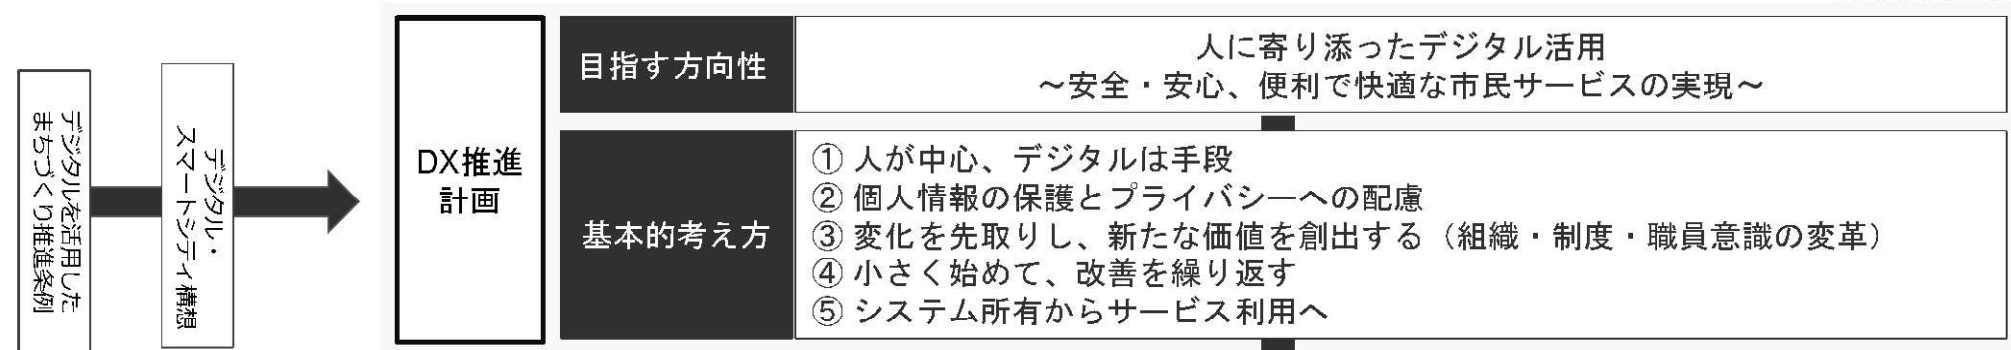 デジタルを活用した
まちづくり推進条例
デジタル・
スマートシティ構想
DX推進
計画
目指す方向性
人に寄り添ったデジタル活用
～安全・安心、便利で快適な市民サービスの実現～
基本的考え方
① 人が中心、デジタルは手段
② 個人情報の保護とプライバシーへの配慮
③ 変化を先取りし、新たな価値を創出する（組織・制度・職員意識の変革）
④ 小さく始めて、改善を繰り返す
⑤ システム所有からサービス利用へ